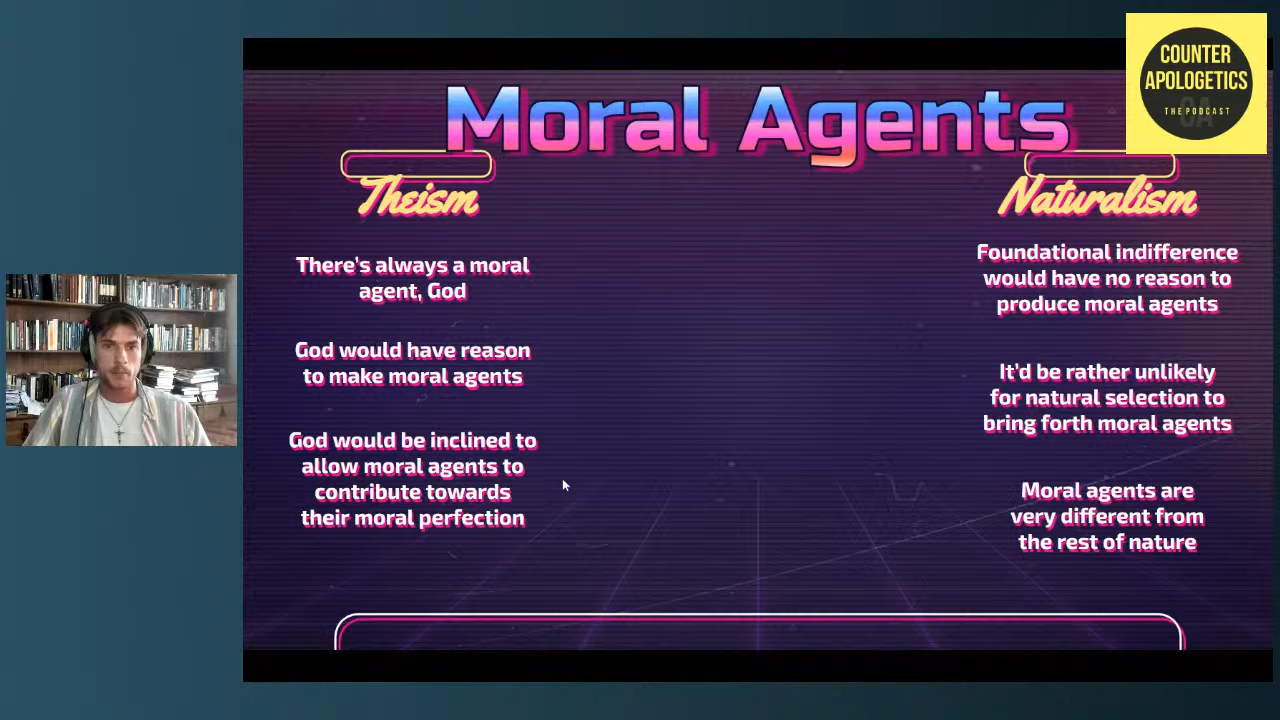 COUNTER
APOLOGETICS
THE PODCAST
Moral Agents
Theism
There's always a moral
agent, God
God would have reason
to make moral agents
God would be inclined to
allow moral agents to
contribute towards
their moral perfection
Naturalism
Foundational indifference
would have no reason to
produce moral agents
It'd be rather unlikely
for natural selection to
bring forth moral agents
Moral agents are
very different from
the rest of nature